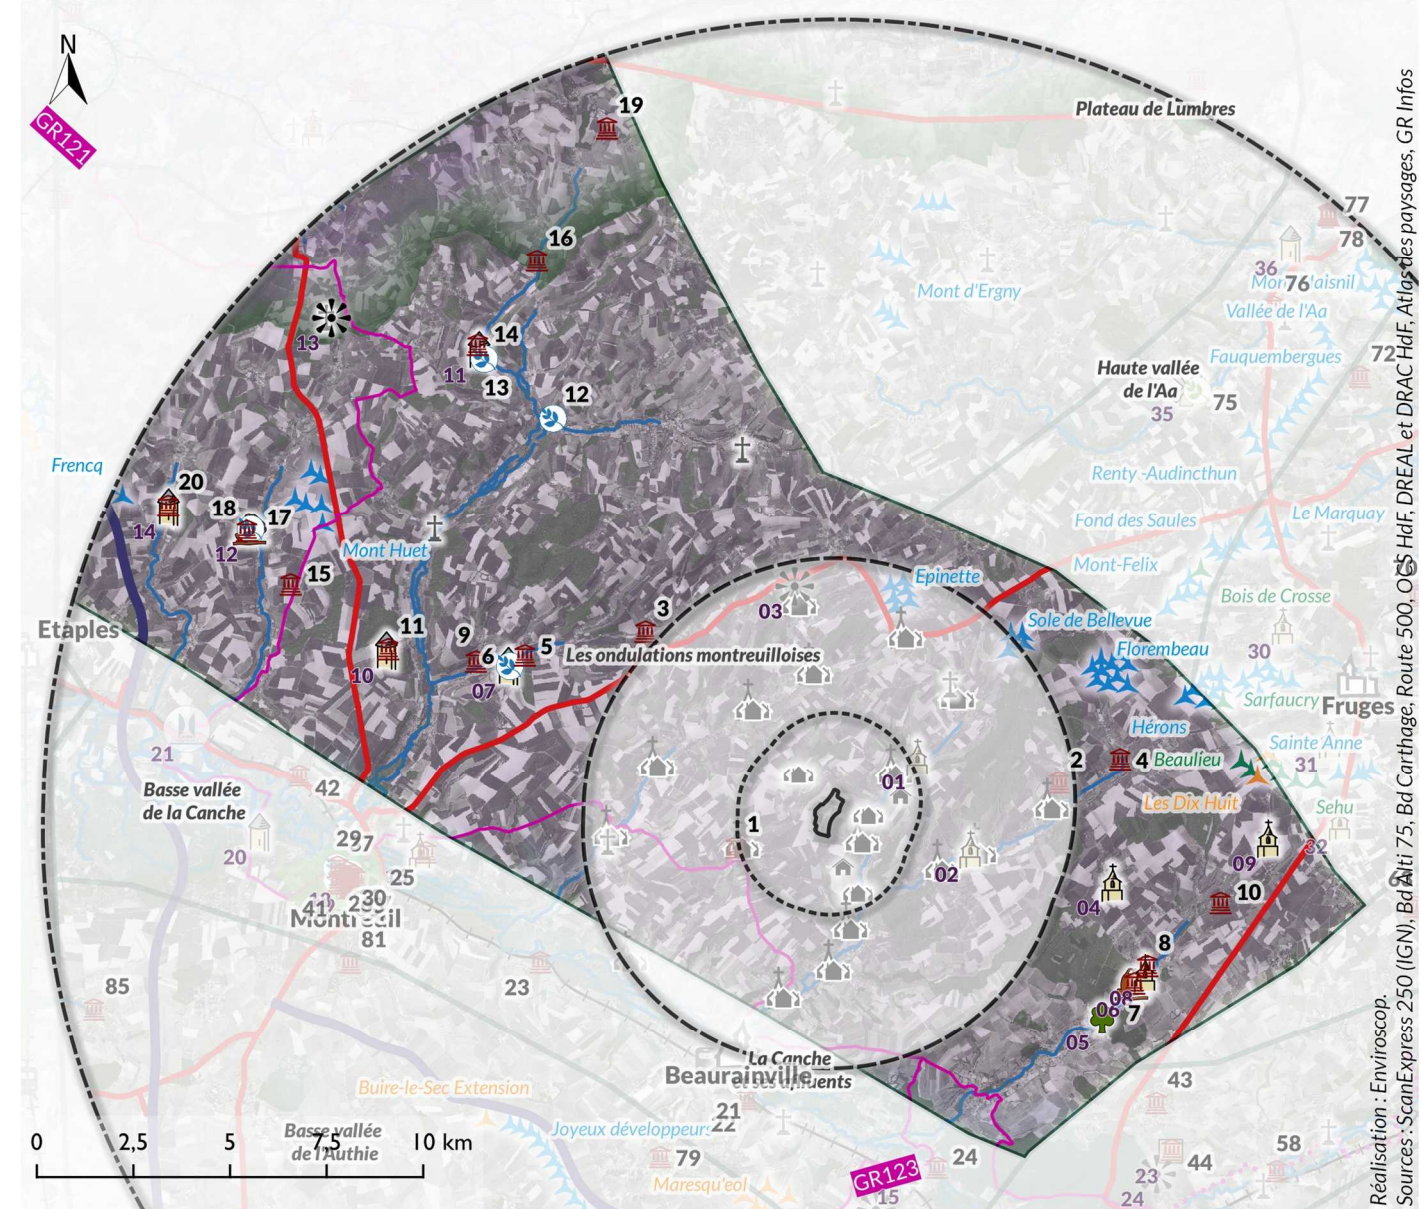 N
GR121
19
Plateau de Lumbres
77
78
16
36
76
Mont d'Ergny
Vallée de l'Aa
13
14
11
13
Fauquembergues
72
Haute vallée
de l'Aa
35
75
12
Frencq
20
18
17
14
12
Renty -Audincthun
Le Marquay
Fond des Saules
Mont Huet
Mont-Felix
15
Epinette
Bois de Crosse
03
3
Etaples
11
9
6
5
10
07
Les ondulations montreuilloises
Sole de Bellevue
Florembeau
30
Sarfaucry
Fruges
Hérons
Sainte Anne
31
21
2
4
Beaulieu
Les Dix Huit
Sehu
Basse vallée
de la Canche
42
01
1
32
29
20
02
09
04
10
25
30
Montreuil
41
81
8
85
23
08
06
7
05
La Canche
Beaurainville
43
Buire-le-Sec Extension
21
22
Joyeux développeurs
Basse vallée
de l'Authie
0
2,5
5
7,5
10 km
79
Maresqu'eol
GR123
24
15
58
44
23
24
Réalisation : Enviroscop.
Sources : ScanExpress 250 (IGN), Bd Alti 75, Bd Carthage, Route 500, OCS HdF, DREAL et DRAC HdF, Atlas des paysages, GR Infos